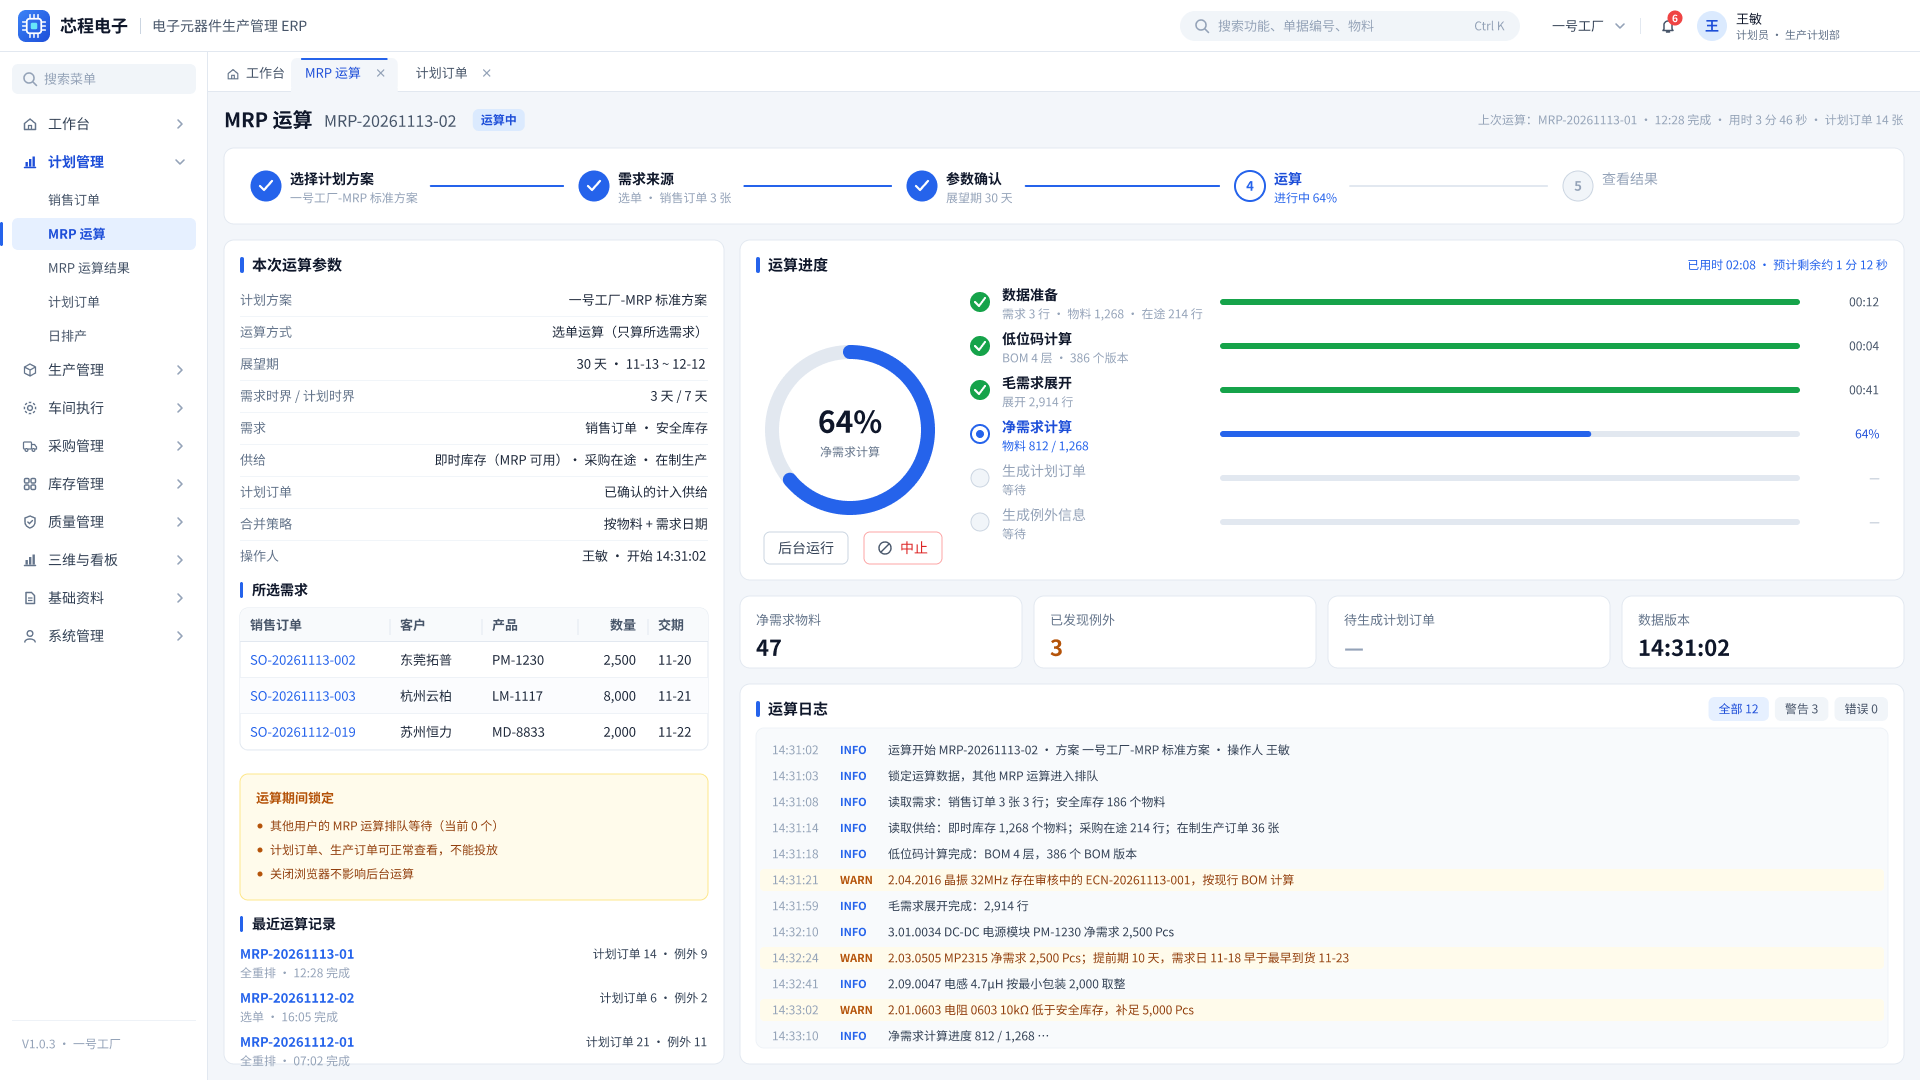 芯程电子
电子元器件生产管理 ERP
搜索功能、单据编号、物料
Ctrl K
一号工厂
6
王
王敏
计划员 · 生产计划部
搜索菜单
工作台
计划管理
销售订单
MRP 运算
MRP 运算结果
计划订单
日排产
生产管理
车间执行
采购管理
库存管理
质量管理
三维与看板
基础资料
系统管理
V1.0.3 · 一号工厂
工作台
MRP 运算
计划订单
MRP 运算
MRP-20261113-02
运算中
上次运算：MRP-20261113-01 · 12:28 完成 · 用时 3 分 46 秒 · 计划订单 14 张
选择计划方案
一号工厂-MRP 标准方案
需求来源
选单 · 销售订单 3 张
参数确认
展望期 30 天
4
运算
进行中 64%
5
查看结果
本次运算参数
计划方案
一号工厂-MRP 标准方案
运算方式
选单运算（只算所选需求）
展望期
30 天 · 11-13 ~ 12-12
需求时界 / 计划时界
3 天 / 7 天
需求
销售订单 · 安全库存
供给
即时库存（MRP 可用） · 采购在途 · 在制生产
计划订单
已确认的计入供给
合并策略
按物料 + 需求日期
操作人
王敏 · 开始 14:31:02
所选需求
销售订单 客户 产品 数量 交期
SO-20261113-002 东莞拓普 PM-1230 2,500 11-20
SO-20261113-003 杭州云柏 LM-1117 8,000 11-21
SO-20261112-019 苏州恒力 MD-8833 2,000 11-22
运算期间锁定
其他用户的 MRP 运算排队等待（当前 0 个）
计划订单、生产订单可正常查看，不能投放
关闭浏览器不影响后台运算
最近运算记录
MRP-20261113-01
计划订单 14 · 例外 9
全重排 · 12:28 完成
MRP-20261112-02
计划订单 6 · 例外 2
选单 · 16:05 完成
MRP-20261112-01
计划订单 21 · 例外 11
全重排 · 07:02 完成
运算进度
已用时 02:08 · 预计剩余约 1 分 12 秒
64%
净需求计算
后台运行
中止
数据准备
需求 3 行 · 物料 1,268 · 在途 214 行
00:12
低位码计算
BOM 4 层 · 386 个版本
00:04
毛需求展开
展开 2,914 行
00:41
净需求计算
物料 812 / 1,268
64%
生成计划订单
等待
—
生成例外信息
等待
—
净需求物料
47
已发现例外
3
待生成计划订单
—
数据版本
14:31:02
运算日志
全部 12
警告 3
错误 0
14:31:02 INFO 运算开始 MRP-20261113-02 · 方案 一号工厂-MRP 标准方案 · 操作人 王敏
14:31:03 INFO 锁定运算数据，其他 MRP 运算进入排队
14:31:08 INFO 读取需求：销售订单 3 张 3 行；安全库存 186 个物料
14:31:14 INFO 读取供给：即时库存 1,268 个物料；采购在途 214 行；在制生产订单 36 张
14:31:18 INFO 低位码计算完成：BOM 4 层，386 个 BOM 版本
14:31:21 WARN 2.04.2016 晶振 32MHz 存在审核中的 ECN-20261113-001，按现行 BOM 计算
14:31:59 INFO 毛需求展开完成：2,914 行
14:32:10 INFO 3.01.0034 DC-DC 电源模块 PM-1230 净需求 2,500 Pcs
14:32:24 WARN 2.03.0505 MP2315 净需求 2,500 Pcs；提前期 10 天，需求日 11-18 早于最早到货 11-23
14:32:41 INFO 2.09.0047 电感 4.7μH 按最小包装 2,000 取整
14:33:02 WARN 2.01.0603 电阻 0603 10kΩ 低于安全库存，补足 5,000 Pcs
14:33:10 INFO 净需求计算进度 812 / 1,268 ⋯